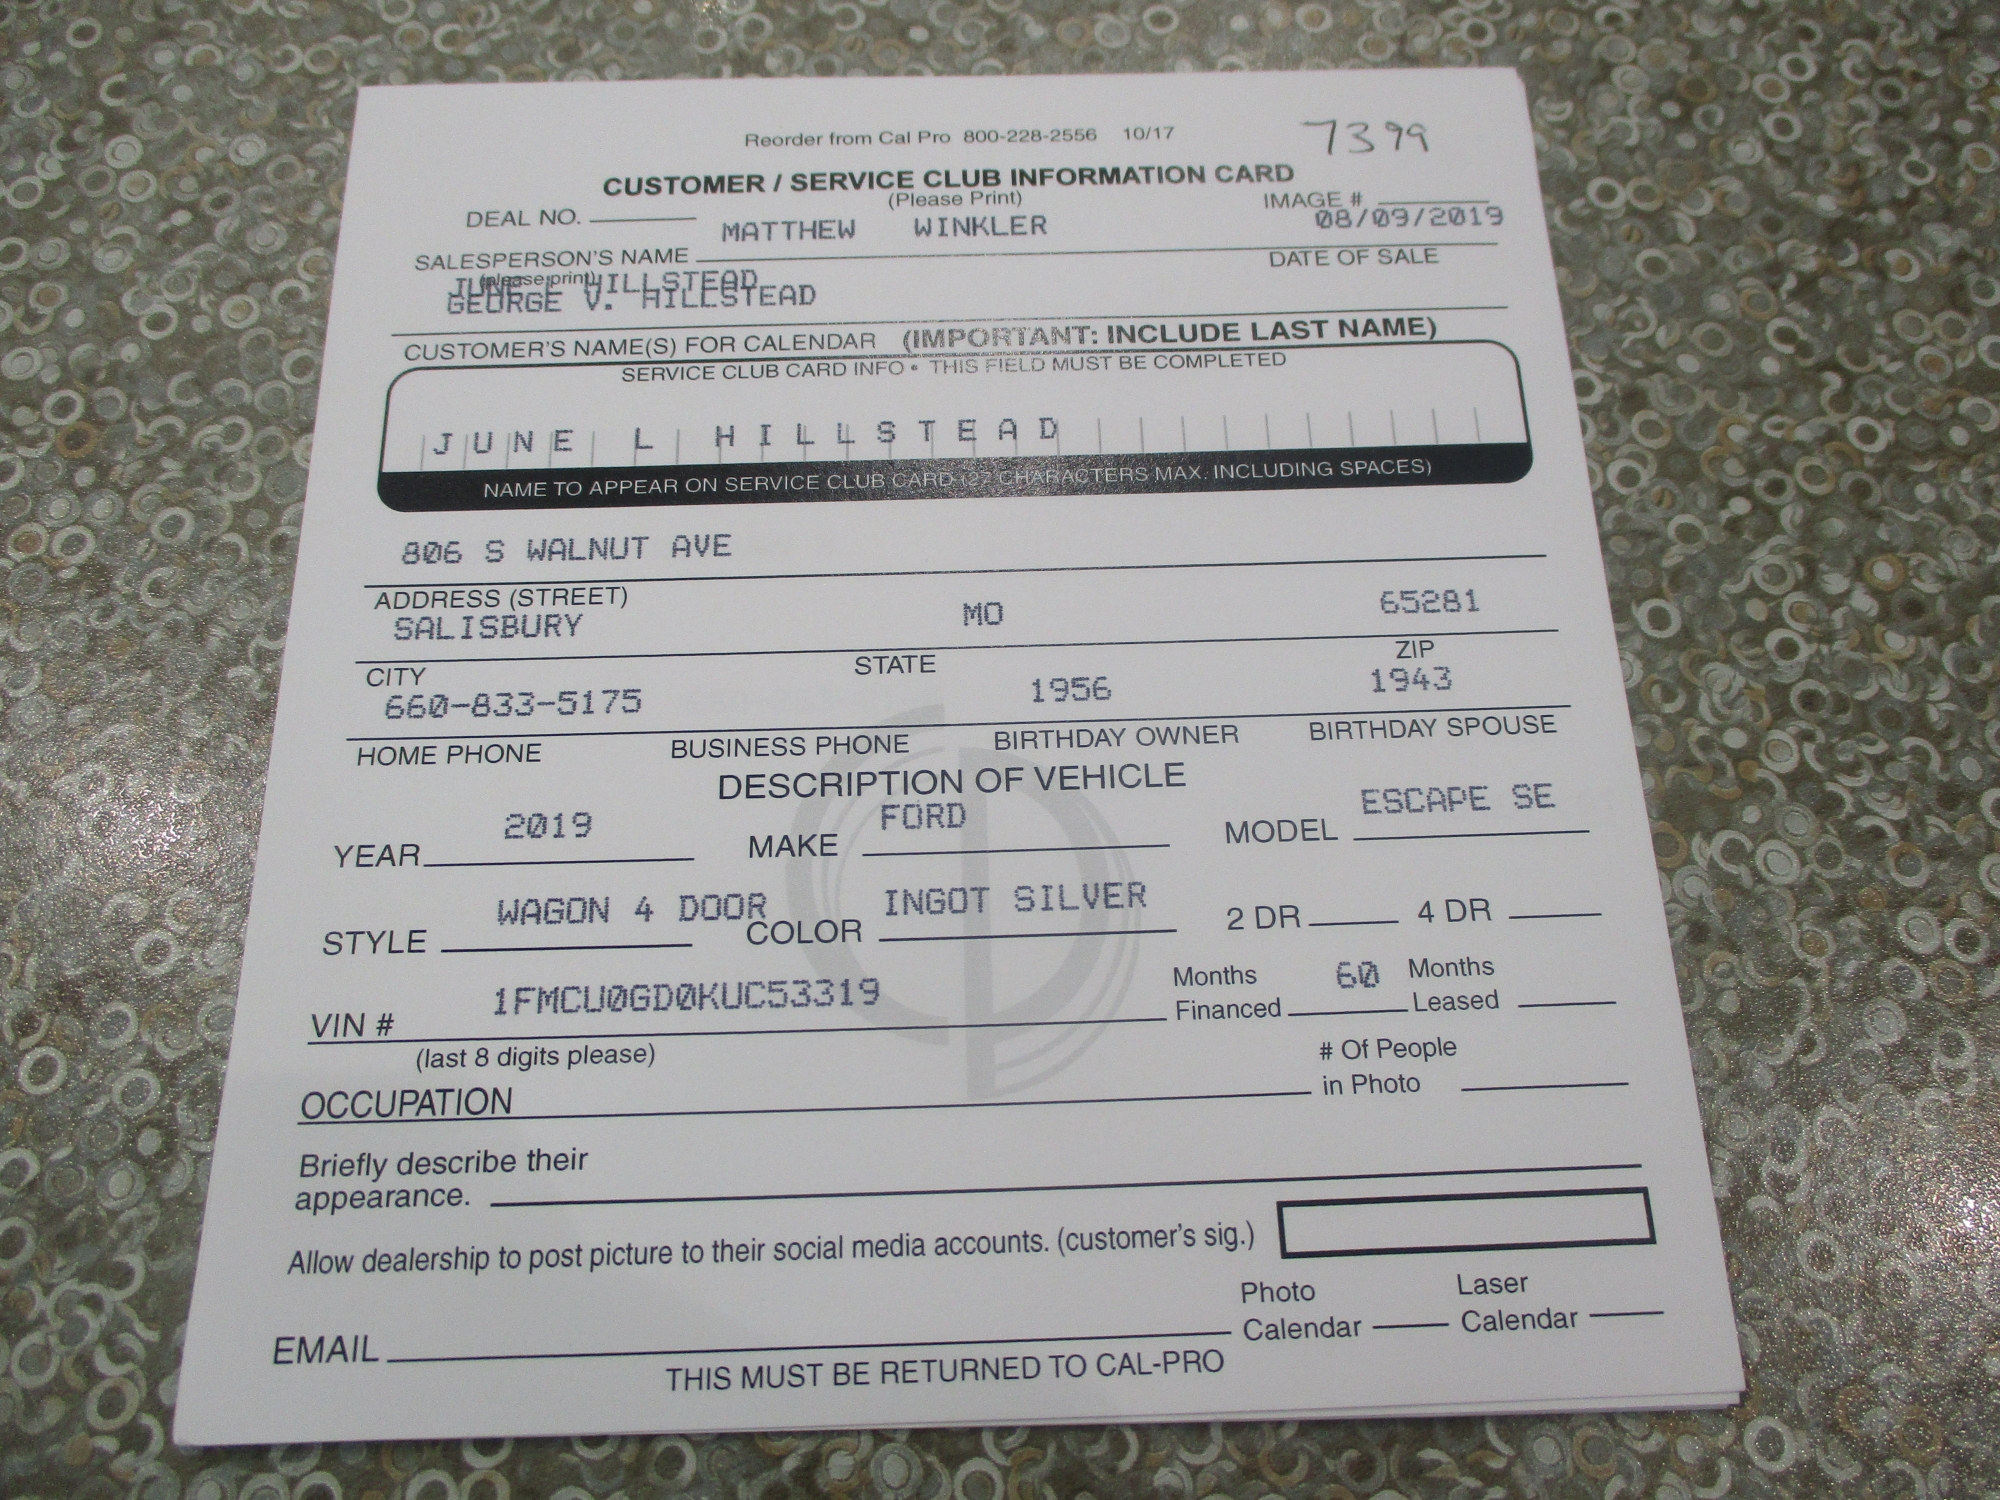 Reorder from Cal Pro 800-228-2556 10/17
7399
CUSTOMER / SERVICE CLUB INFORMATION CARD
(Please Print)
DEAL NO. IMAGE #
MATTHEW WINKLER 08/09/2019
SALESPERSON'S NAME DATE OF SALE
(please print)
JUNE L HILLSTEAD
GEORGE V. HILLSTEAD
CUSTOMER'S NAME(S) FOR CALENDAR (IMPORTANT: INCLUDE LAST NAME)
SERVICE CLUB CARD INFO • THIS FIELD MUST BE COMPLETED
JUNE L HILLSTEAD
NAME TO APPEAR ON SERVICE CLUB CARD (27 CHARACTERS MAX. INCLUDING SPACES)
806 S WALNUT AVE
ADDRESS (STREET)
SALISBURY MO 65281
CITY STATE ZIP
660-833-5175 1956 1943
HOME PHONE BUSINESS PHONE BIRTHDAY OWNER BIRTHDAY SPOUSE
DESCRIPTION OF VEHICLE
YEAR 2019 MAKE FORD MODEL ESCAPE SE
STYLE WAGON 4 DOOR COLOR INGOT SILVER 2 DR 4 DR
VIN # 1FMCU0GD0KUC53319 Months Financed 60 Months Leased
(last 8 digits please)
OCCUPATION # Of People in Photo
Briefly describe their
appearance.
Allow dealership to post picture to their social media accounts. (customer's sig.)
EMAIL Photo Calendar Laser Calendar
THIS MUST BE RETURNED TO CAL-PRO